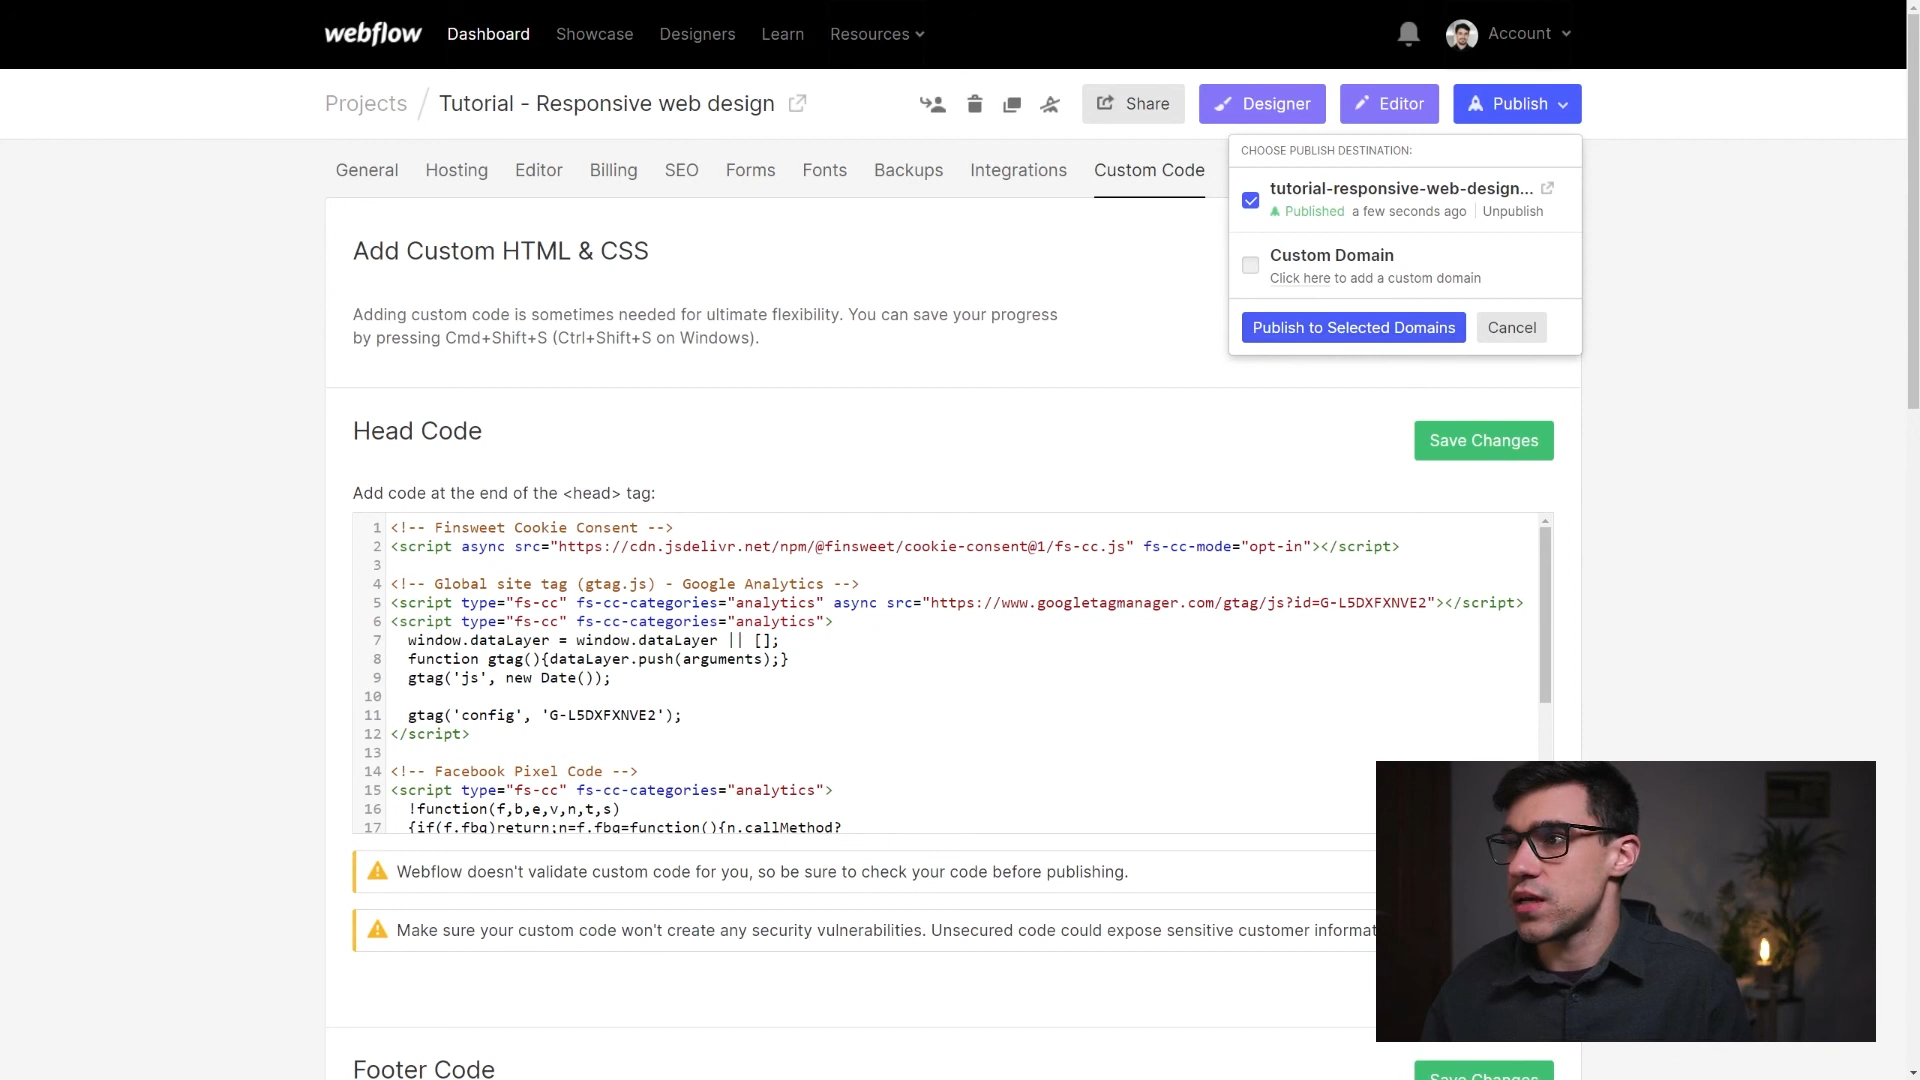 webflow Dashboard Showcase Designers Learn Resources Account
Projects / Tutorial - Responsive web design Share Designer Editor Publish
CHOOSE PUBLISH DESTINATION:
tutorial-responsive-web-design...
Published a few seconds ago Unpublish
Custom Domain
Click here to add a custom domain
Publish to Selected Domains Cancel
General Hosting Editor Billing SEO Forms Fonts Backups Integrations Custom Code
Add Custom HTML & CSS
Adding custom code is sometimes needed for ultimate flexibility. You can save your progress
by pressing Cmd+Shift+S (Ctrl+Shift+S on Windows).
Head Code
Save Changes
Add code at the end of the <head> tag:
1 <!-- Finsweet Cookie Consent -->
2 <script async src="https://cdn.jsdelivr.net/npm/@finsweet/cookie-consent@1/fs-cc.js" fs-cc-mode="opt-in"></script>
3
4 <!-- Global site tag (gtag.js) - Google Analytics -->
5 <script type="fs-cc" fs-cc-categories="analytics" async src="https://www.googletagmanager.com/gtag/js?id=G-L5DXFXNVE2"></script>
6 <script type="fs-cc" fs-cc-categories="analytics">
7 window.dataLayer = window.dataLayer || [];
8 function gtag(){dataLayer.push(arguments);}
9 gtag('js', new Date());
10
11 gtag('config', 'G-L5DXFXNVE2');
12 </script>
13
14 <!-- Facebook Pixel Code -->
15 <script type="fs-cc" fs-cc-categories="analytics">
16 !function(f,b,e,v,n,t,s)
17 {if(f.fbq)return;n=f.fbq=function(){n.callMethod?
Webflow doesn't validate custom code for you, so be sure to check your code before publishing.
Make sure your custom code won't create any security vulnerabilities. Unsecured code could expose sensitive customer informat
Footer Code
Save Changes